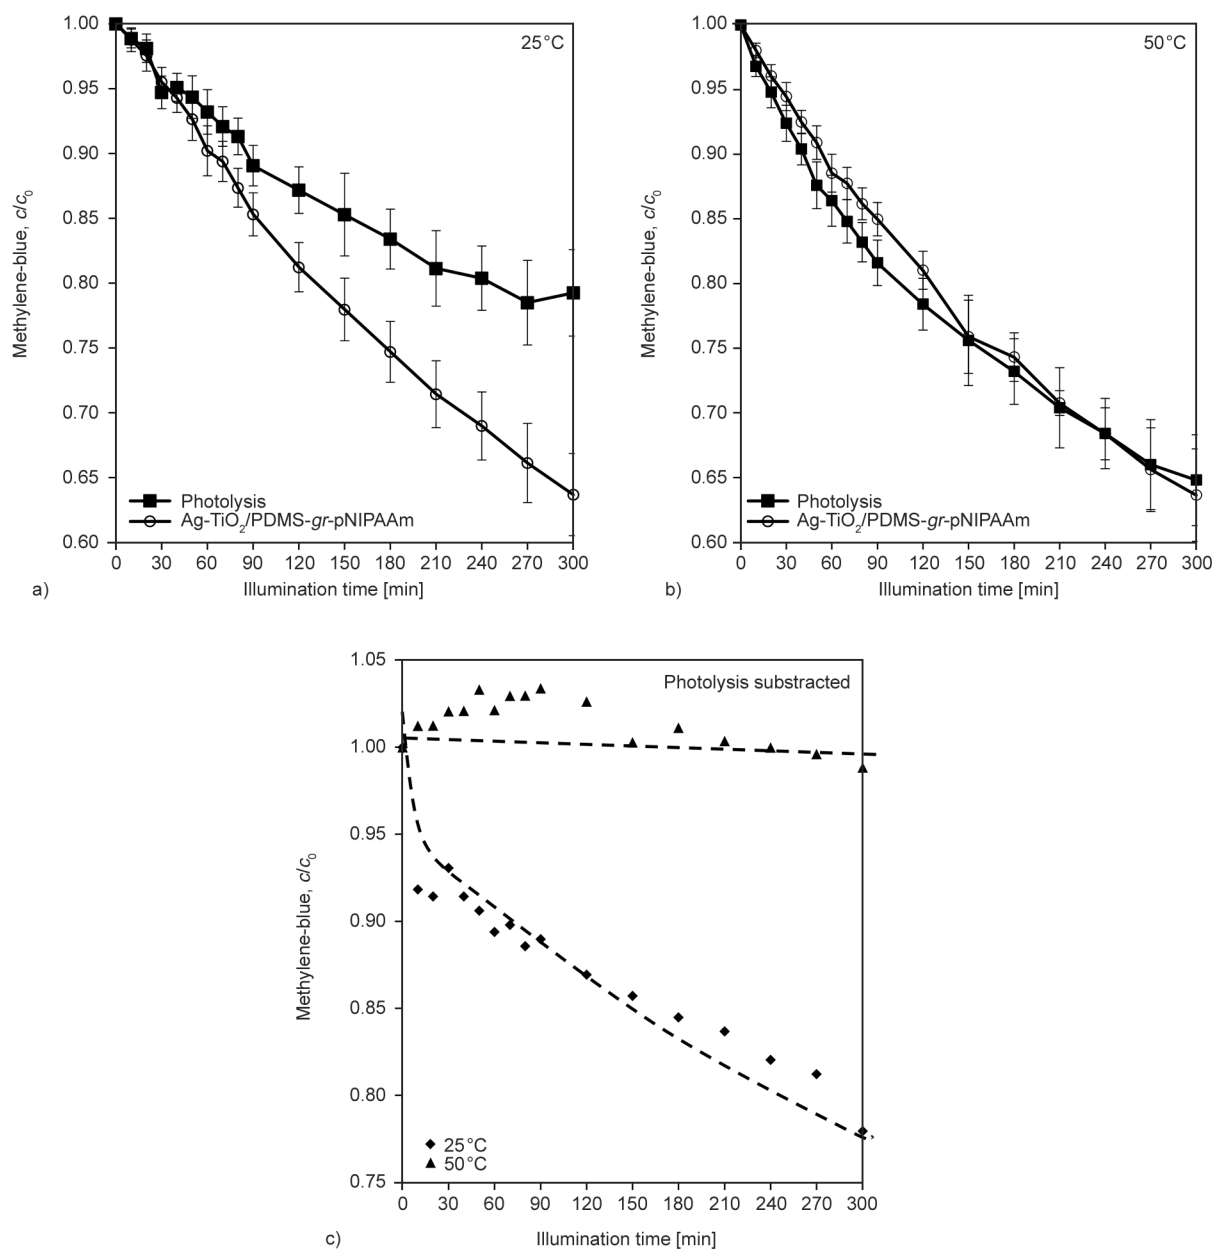 25°C
1.00
0.95
0.90
0.85
0.80
0.75
0.70
0.65
0.60
Methylene-blue, c/c₀
Photolysis
Ag-TiO₂/PDMS-gr-pNIPAAm
0 30 60 90 120 150 180 210 240 270 300
Illumination time [min]
a)
50°C
1.00
0.95
0.90
0.85
0.80
0.75
0.70
0.65
0.60
Methylene-blue, c/c₀
Photolysis
Ag-TiO₂/PDMS-gr-pNIPAAm
0 30 60 90 120 150 180 210 240 270 300
Illumination time [min]
b)
Photolysis substracted
1.05
1.00
0.95
0.90
0.85
0.80
0.75
Methylene-blue, c/c₀
25°C
50°C
0 30 60 90 120 150 180 210 240 270 300
Illumination time [min]
c)